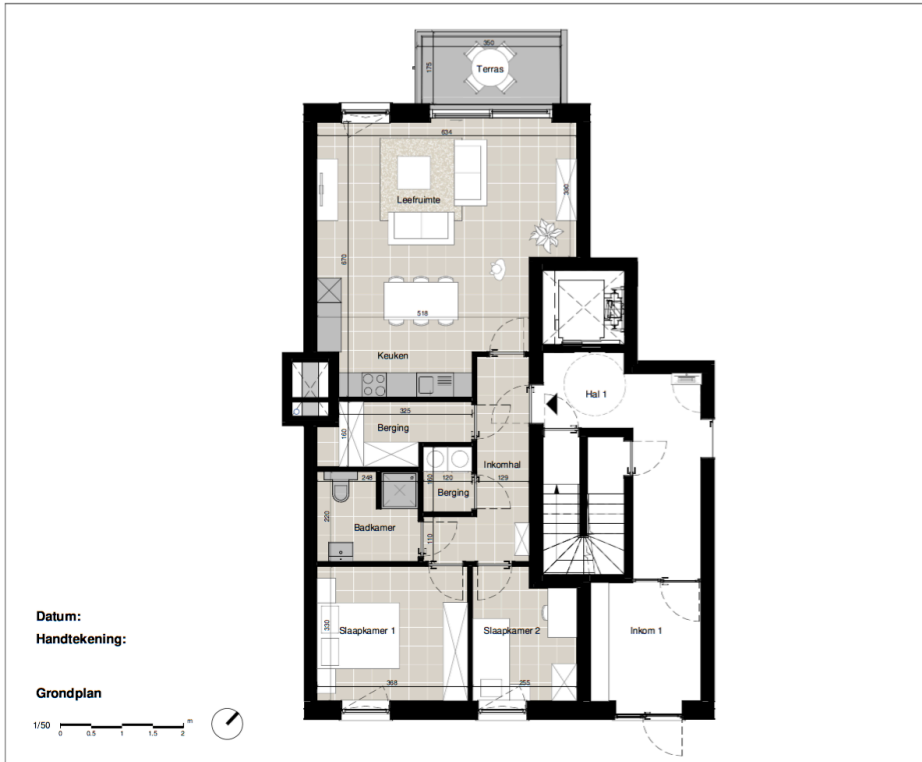 350
175
Terras
634
Leefruimte
390
670
518
Keuken
Hal 1
325
Berging
160
Inkomhal
248
160
120
129
Berging
220
Badkamer
110
Datum:
Handtekening:
330
Slaapkamer 1
Slaapkamer 2
Inkom 1
368
255
Grondplan
1/50
0 0.5 1 1.5 2 m